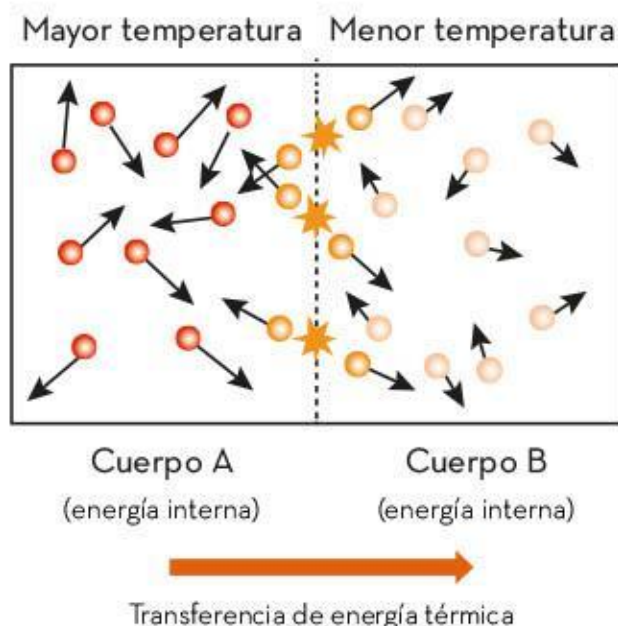 Mayor temperatura
Menor temperatura
Cuerpo A
(energía interna)
Cuerpo B
(energía interna)
Transferencia de energía térmica